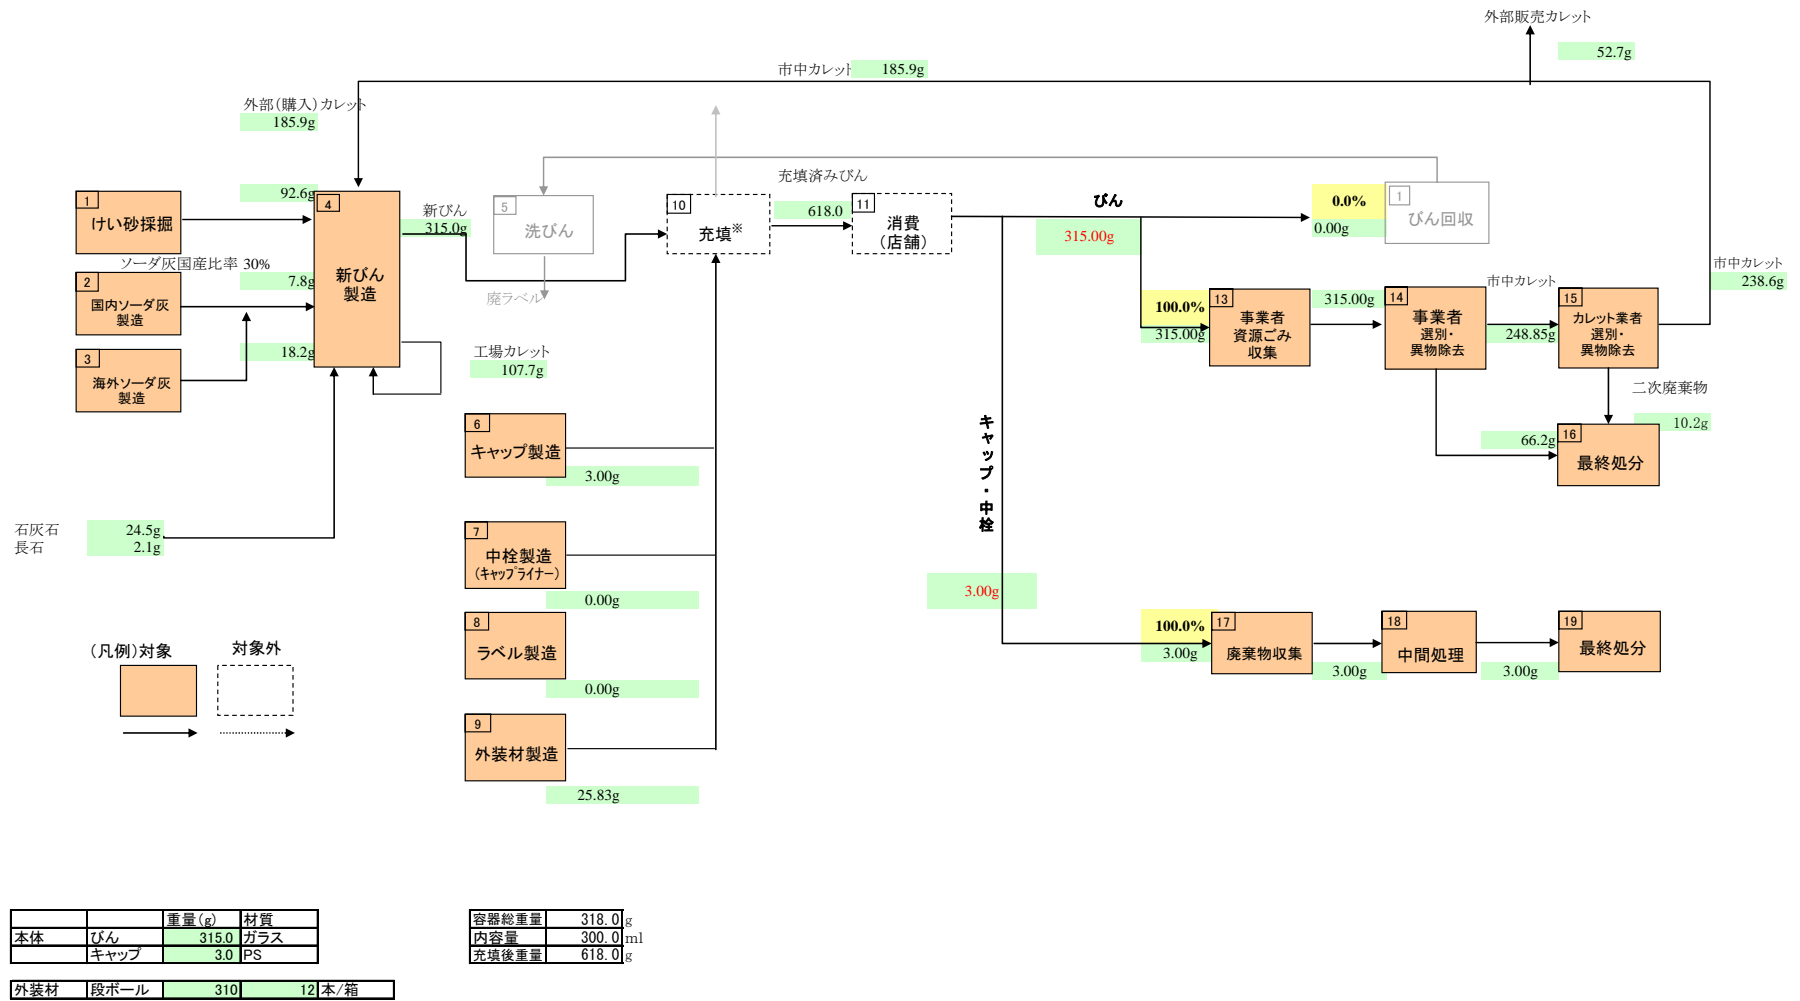 外部販売カレット
52.7g
市中カレット 185.9g
外部(購入)カレット
185.9g
1
けい砂採掘
92.6g
ソーダ灰国産比率 30%
2
国内ソーダ灰
製造
7.8g
3
海外ソーダ灰
製造
18.2g
4
新びん
製造
新びん
315.0g
5
洗びん
廃ラベル
工場カレット
107.7g
石灰石 24.5g
長石 2.1g
6
キャップ製造
3.00g
7
中栓製造
(キャップライナー)
0.00g
8
ラベル製造
0.00g
9
外装材製造
25.83g
10
充填※
充填済みびん
618.0
11
消費
(店舗)
びん
315.00g
0.0%
0.00g
1
びん回収
100.0%
315.00g
13
事業者
資源ごみ
収集
315.00g
14
事業者
選別・
異物除去
市中カレット
248.85g
15
カレット業者
選別・
異物除去
市中カレット
238.6g
二次廃棄物
10.2g
66.2g
16
最終処分
キャップ・中栓
3.00g
100.0%
3.00g
17
廃棄物収集
3.00g
18
中間処理
3.00g
19
最終処分
(凡例)対象 対象外
重量(g) 材質
本体 びん 315.0 ガラス
キャップ 3.0 PS
外装材 段ボール 310 12 本/箱
容器総重量 318.0 g
内容量 300.0 ml
充填後重量 618.0 g